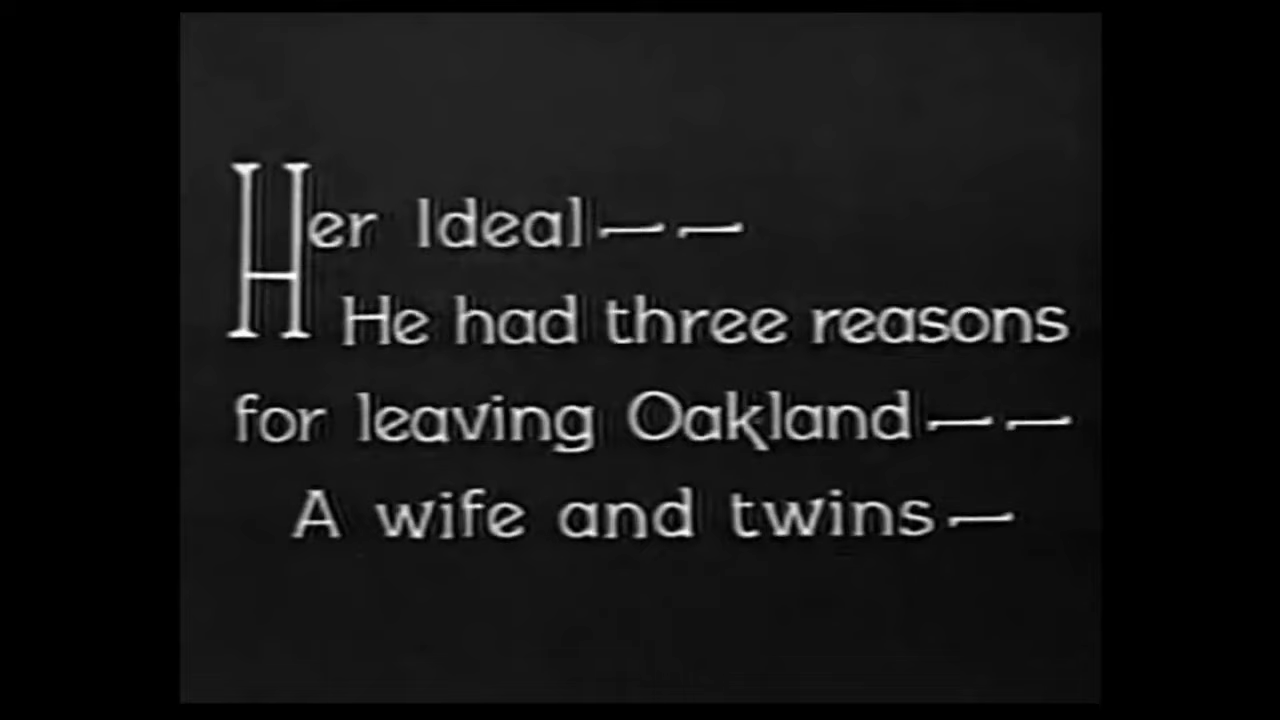 Her Ideal——
He had three reasons
for leaving Oakland——
A wife and twins—